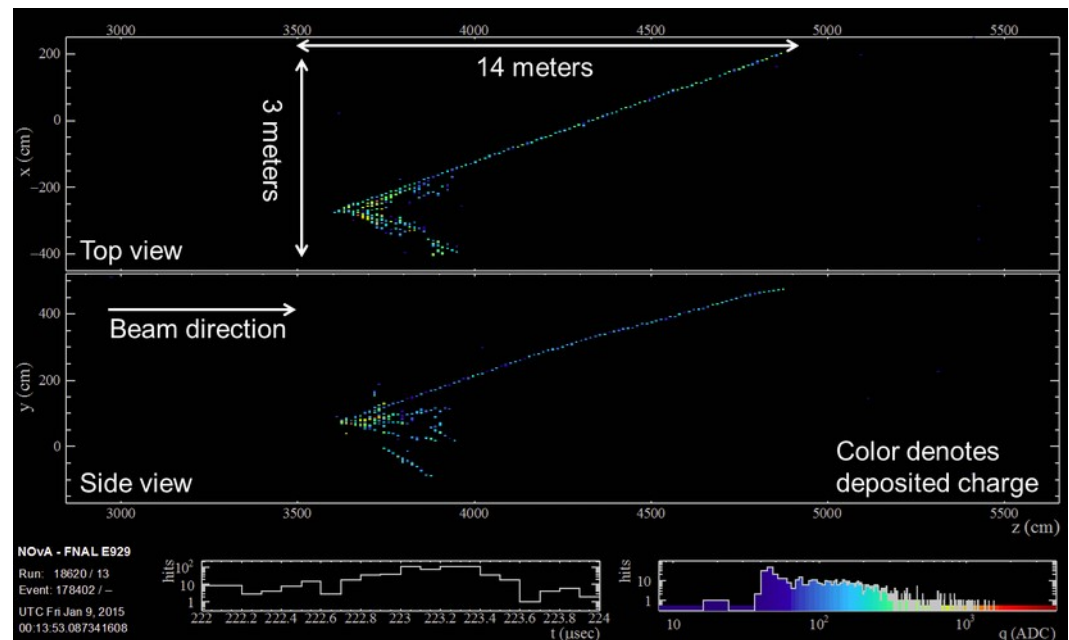 3000 3500 4000 4500 5000 5500
200
0
−200
−400
x (cm)
14 meters
3 meters
Top view
400
200
0
y (cm)
Beam direction
Side view
Color denotes
deposited charge
3000 3500 4000 4500 5000 5500
z (cm)
NOvA - FNAL E929
Run: 18620 / 13
Event: 178402 / --
UTC Fri Jan 9, 2015
00:13:53.087341608
hits
10²
10
1
222 222.2 222.4 222.6 222.8 223 223.2 223.4 223.6 223.8 224
t (μsec)
hits
10
1
10 10² 10³
q (ADC)